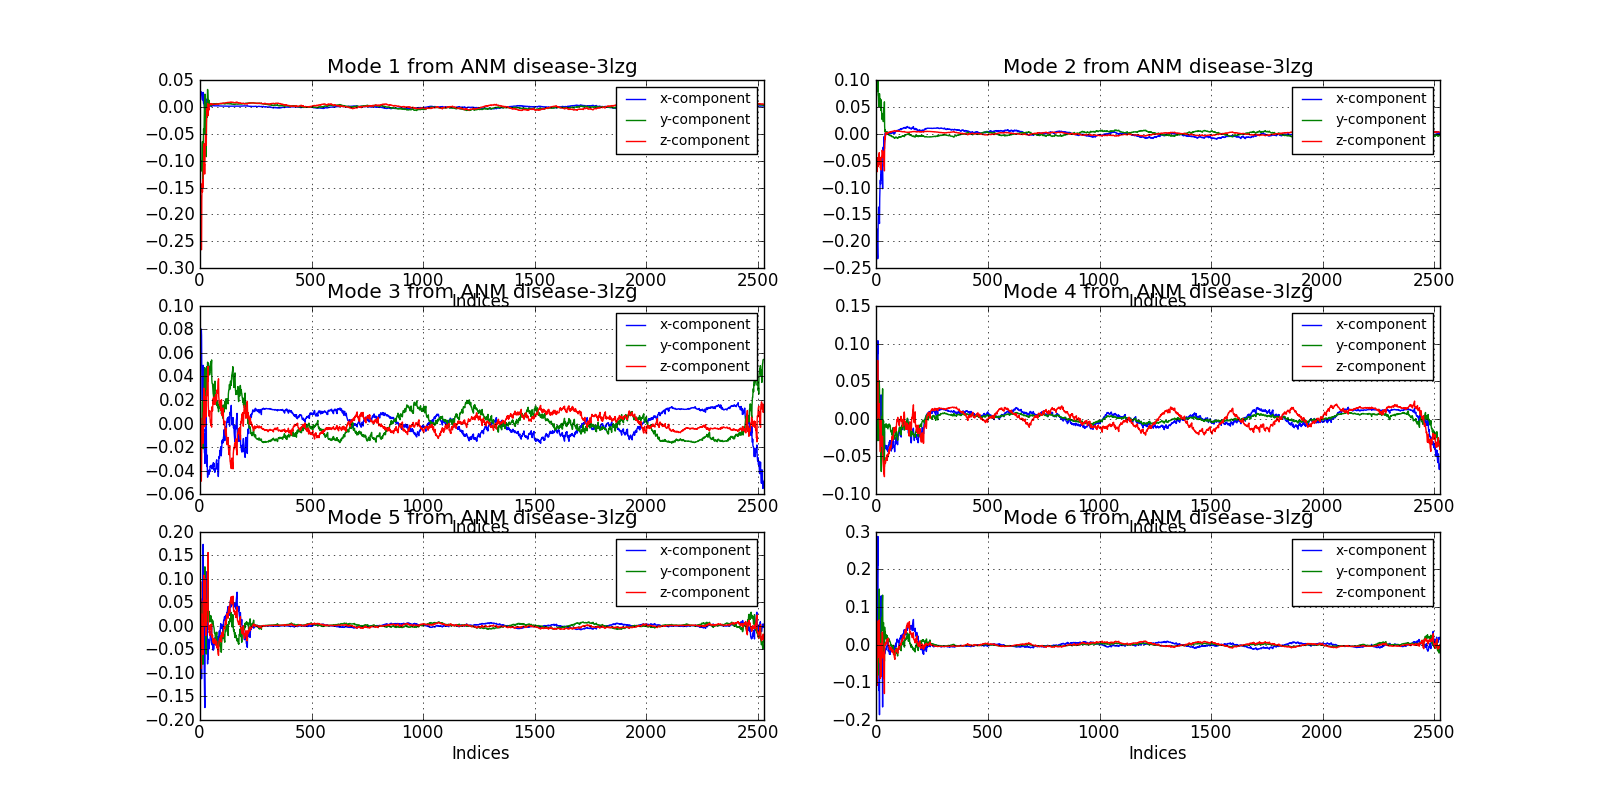 Mode 1 from ANM disease-3lzg
0.05
0.00
−0.05
−0.10
−0.15
−0.20
−0.25
−0.30
x-component
y-component
z-component
0 500 1000 1500 2000 2500
Indices
Mode 2 from ANM disease-3lzg
0.10
0.05
0.00
−0.05
−0.10
−0.15
−0.20
−0.25
x-component
y-component
z-component
0 500 1000 1500 2000 2500
Indices
Mode 3 from ANM disease-3lzg
0.10
0.08
0.06
0.04
0.02
0.00
−0.02
−0.04
−0.06
x-component
y-component
z-component
0 500 1000 1500 2000 2500
Indices
Mode 4 from ANM disease-3lzg
0.15
0.10
0.05
0.00
−0.05
−0.10
x-component
y-component
z-component
0 500 1000 1500 2000 2500
Indices
Mode 5 from ANM disease-3lzg
0.20
0.15
0.10
0.05
0.00
−0.05
−0.10
−0.15
−0.20
x-component
y-component
z-component
0 500 1000 1500 2000 2500
Indices
Mode 6 from ANM disease-3lzg
0.3
0.2
0.1
0.0
−0.1
−0.2
x-component
y-component
z-component
0 500 1000 1500 2000 2500
Indices